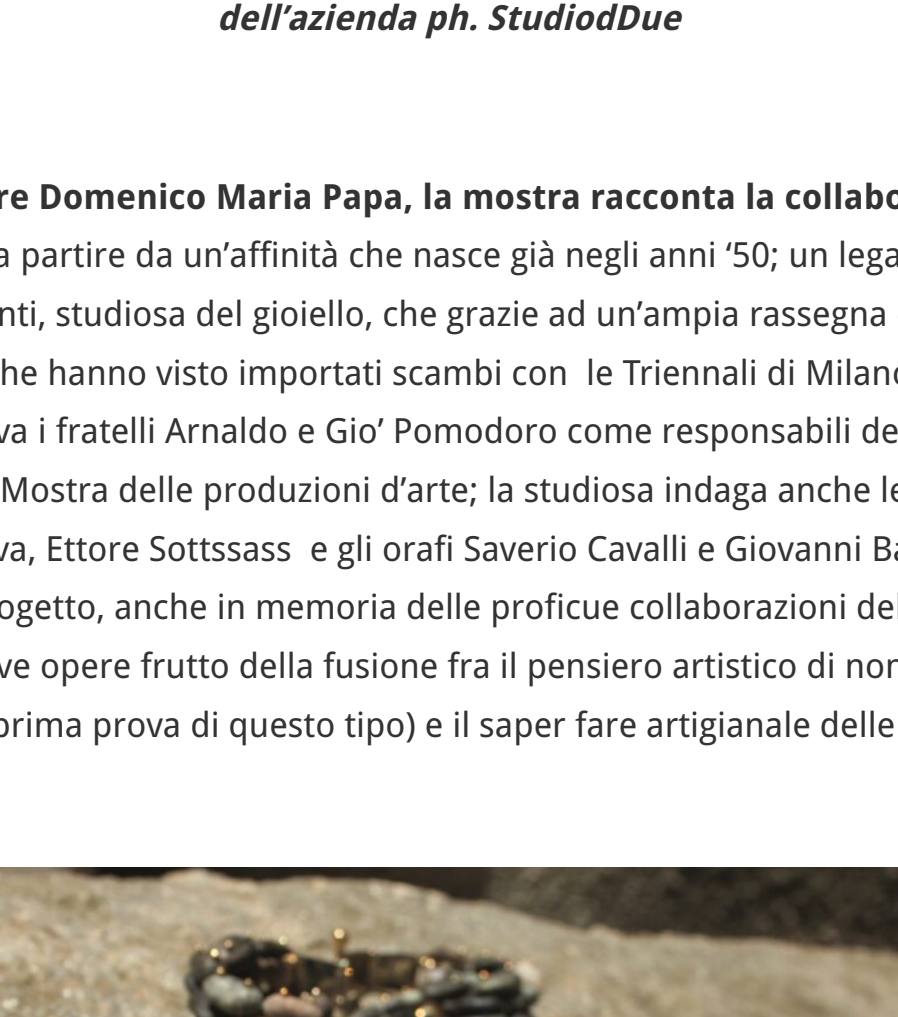 dell’azienda ph. StudiodDue
re Domenico Maria Papa, la mostra racconta la collabo
a partire da un’affinità che nasce già negli anni ‘50; un lega
nti, studiosa del gioiello, che grazie ad un’ampia rassegna
he hanno visto importati scambi con  le Triennali di Milano
va i fratelli Arnaldo e Gio’ Pomodoro come responsabili de
Mostra delle produzioni d’arte; la studiosa indaga anche le
va, Ettore Sottssass  e gli orafi Saverio Cavalli e Giovanni Ba
ogetto, anche in memoria delle proficue collaborazioni del
ve opere frutto della fusione fra il pensiero artistico di non
prima prova di questo tipo) e il saper fare artigianale delle